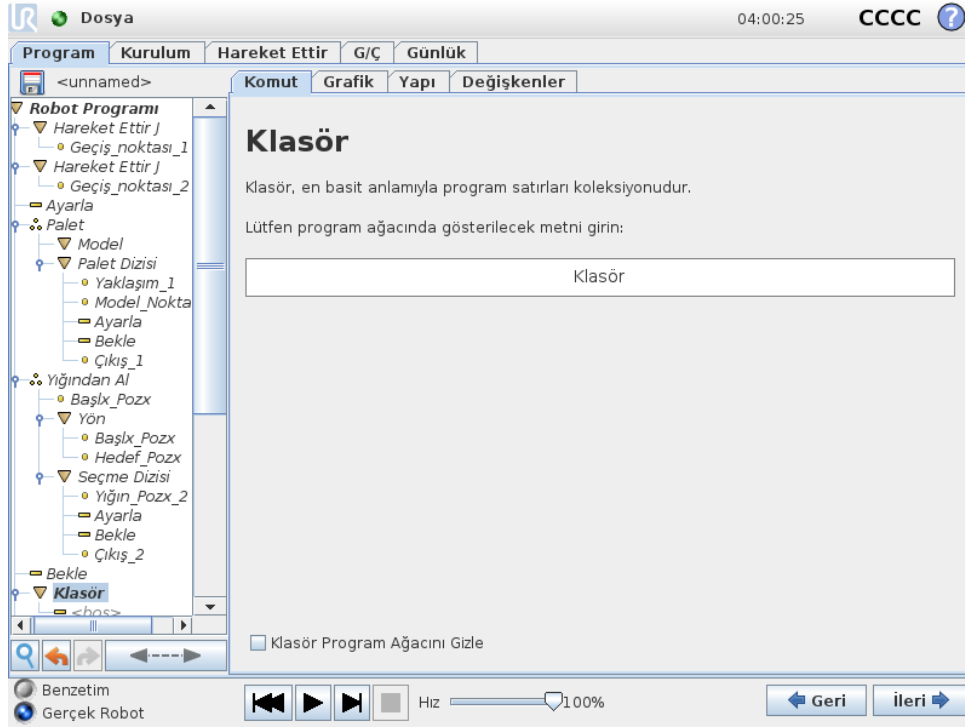 UR Dosya 04:00:25 CCCC ?
Program Kurulum Hareket Ettir G/Ç Günlük
<unnamed> Komut Grafik Yapı Değişkenler
Robot Programı
Hareket Ettir J
Geçiş_noktası_1
Hareket Ettir J
Geçiş_noktası_2
Ayarla
Palet
Model
Palet Dizisi
Yaklaşım_1
Model_Nokta
Ayarla
Bekle
Çıkış_1
Yığından Al
Başlx_Pozx
Yön
Başlx_Pozx
Hedef_Pozx
Seçme Dizisi
Yığın_Pozx_2
Ayarla
Bekle
Çıkış_2
Bekle
Klasör
<boş>
Klasör
Klasör, en basit anlamıyla program satırları koleksiyonudur.
Lütfen program ağacında gösterilecek metni girin:
Klasör
Klasör Program Ağacını Gizle
Benzetim
Gerçek Robot
Hız 100%
Geri İleri